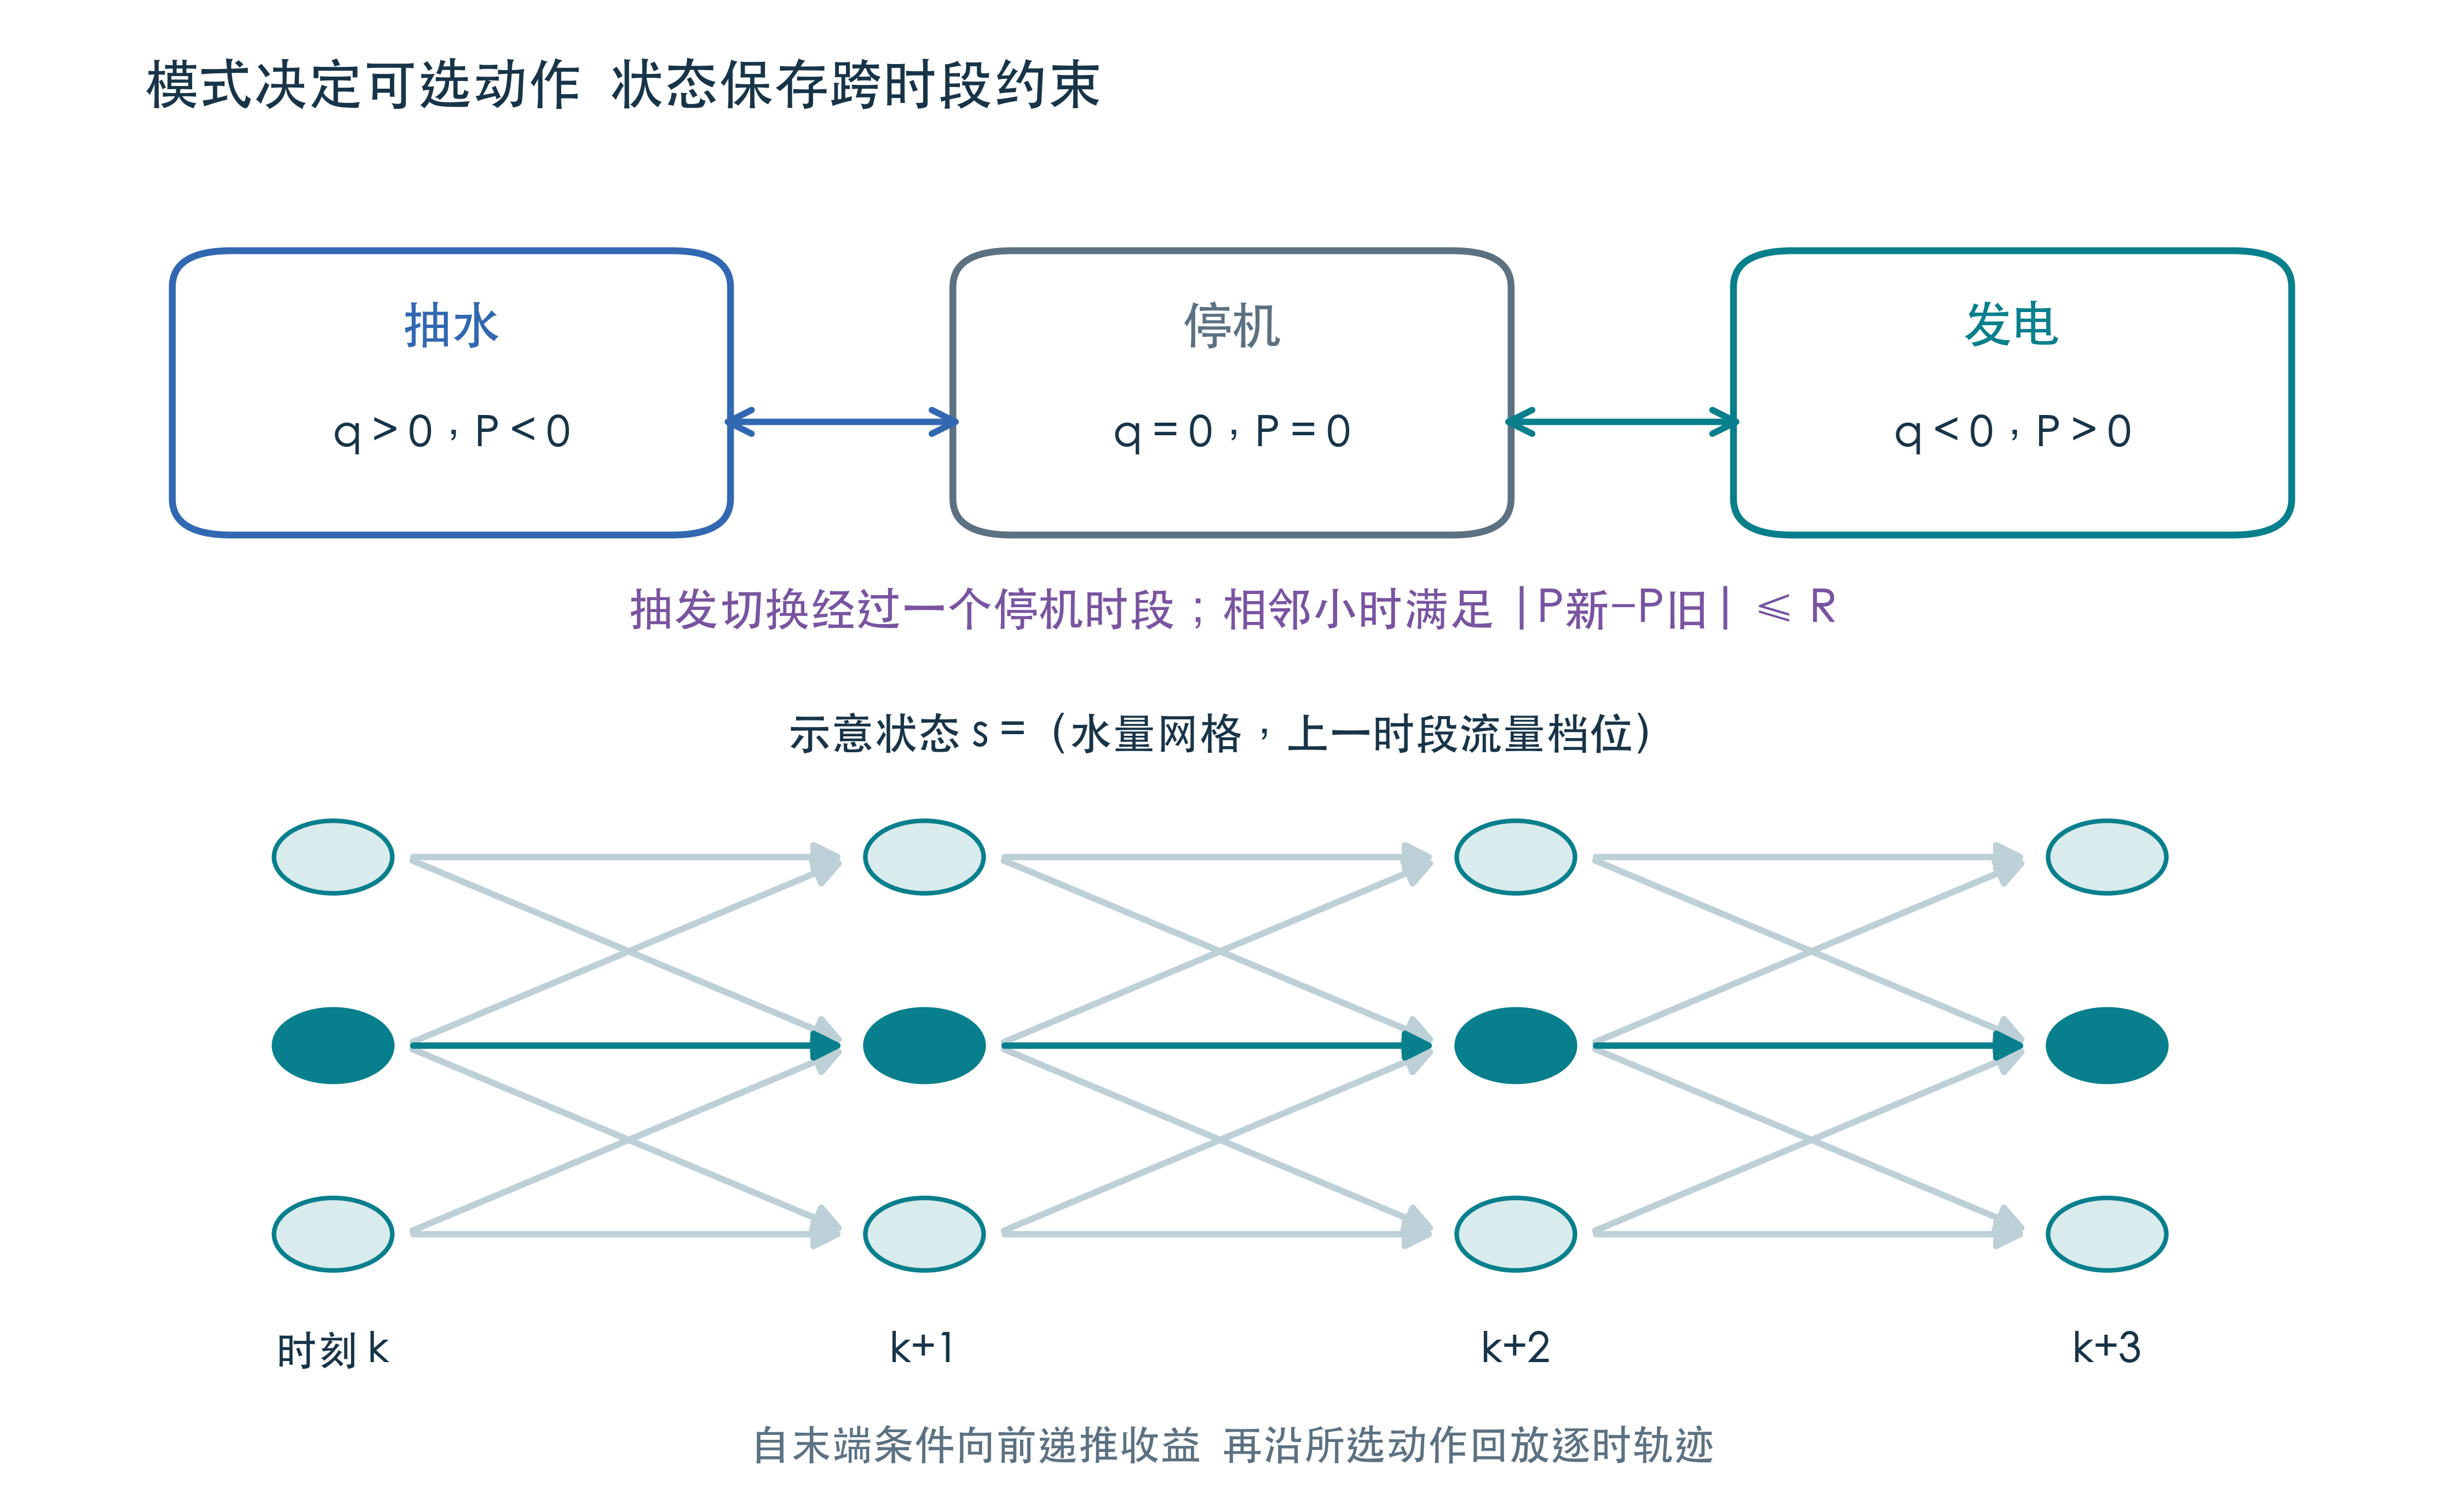 模式决定可选动作 状态保存跨时段约束
抽水
q > 0，P < 0
停机
q = 0，P = 0
发电
q < 0，P > 0
抽发切换经过一个停机时段；相邻小时满足 |P新−P旧| ⩽ R
示意状态 s =（水量网格，上一时段流量档位）
时刻 k
k+1
k+2
k+3
自末端条件向前递推收益 再沿所选动作回放逐时轨迹